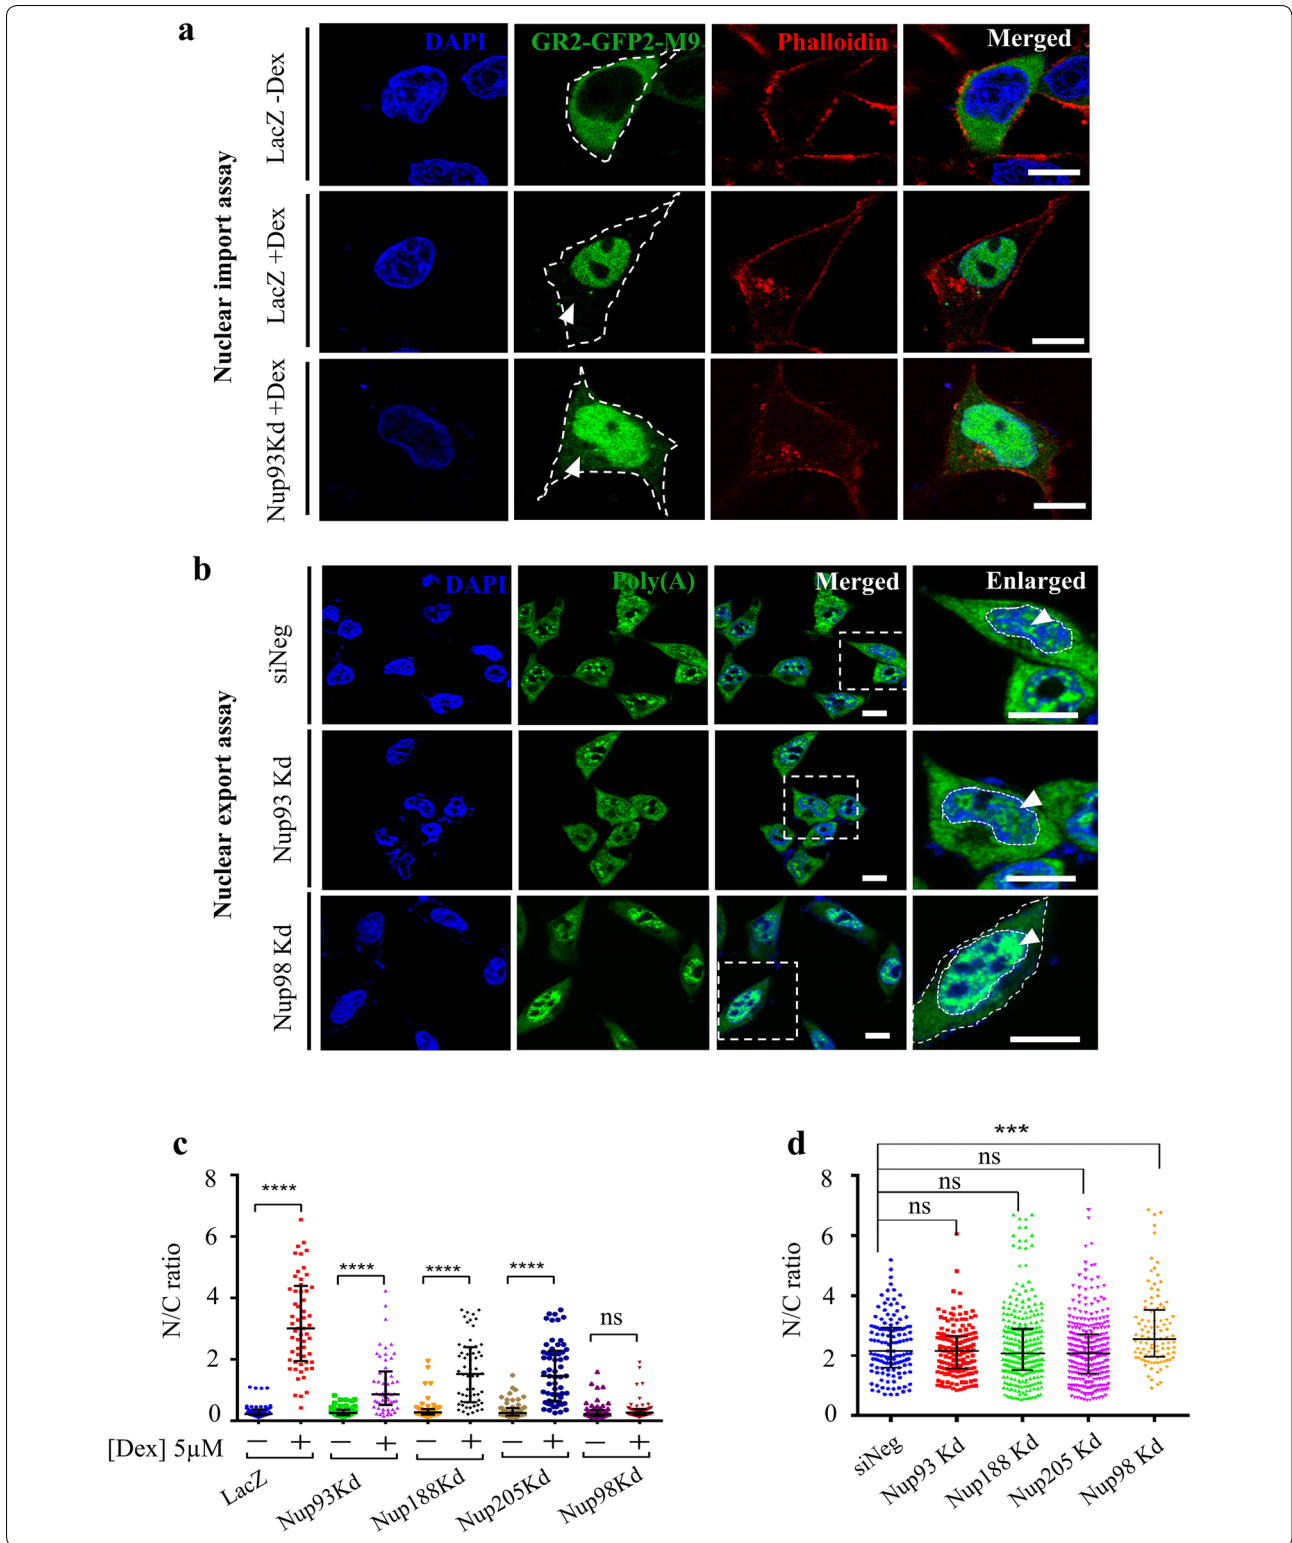 a
DAPI GR2-GFP2-M9 Phalloidin Merged
Nuclear import assay
LacZ -Dex
LacZ +Dex
Nup93Kd +Dex
b
DAPI Poly(A) Merged Enlarged
Nuclear export assay
siNeg
Nup93 Kd
Nup98 Kd
c
N/C ratio
8
6
4
2
0
**** **** **** **** ns
[Dex] 5µM − + − + − + − + − +
LacZ Nup93Kd Nup188Kd Nup205Kd Nup98Kd
d
N/C ratio
8
6
4
2
0
***
ns
ns
ns
siNeg Nup93 Kd Nup188 Kd Nup205 Kd Nup98 Kd